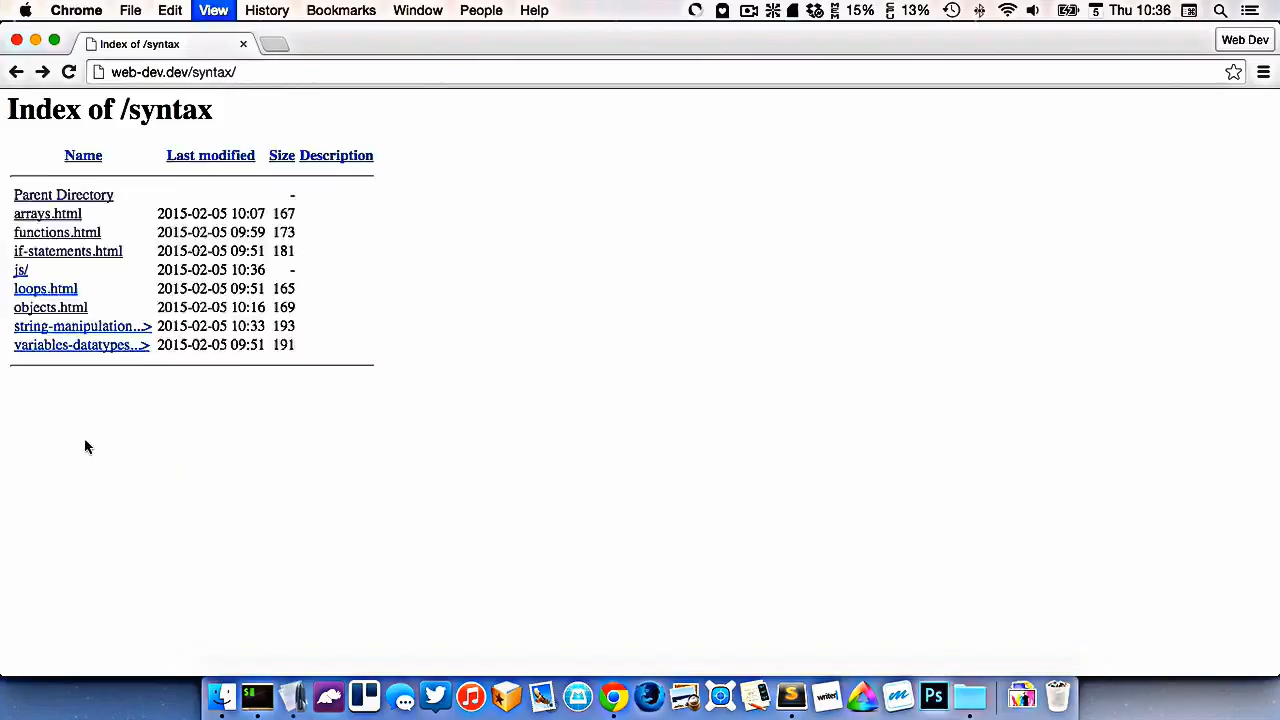 Chrome File Edit View History Bookmarks Window People Help 15% 13% 5 Thu 10:36
Index of /syntax Web Dev
web-dev.dev/syntax/
Index of /syntax
Name Last modified Size Description
Parent Directory -
arrays.html 2015-02-05 10:07 167
functions.html 2015-02-05 09:59 173
if-statements.html 2015-02-05 09:51 181
js/ 2015-02-05 10:36 -
loops.html 2015-02-05 09:51 165
objects.html 2015-02-05 10:16 169
string-manipulation...> 2015-02-05 10:33 193
variables-datatypes...> 2015-02-05 09:51 191
writer Ps